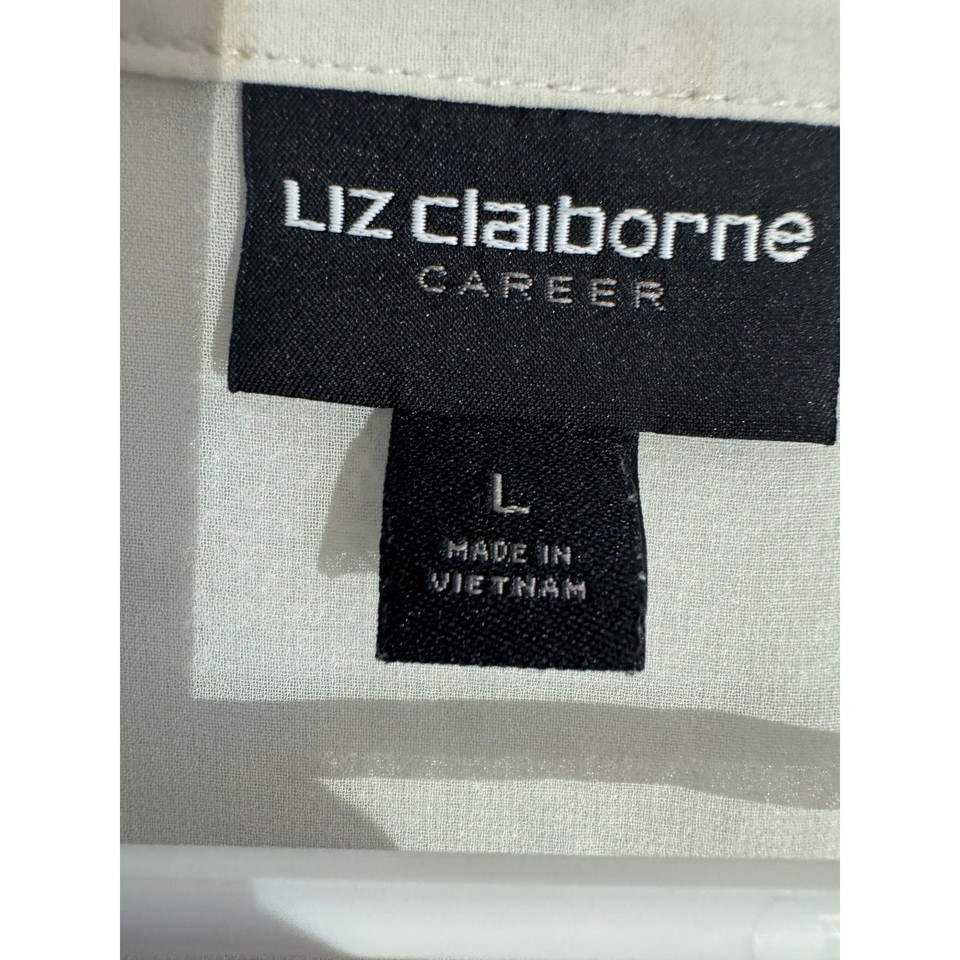 Liz claiborne
CAREER
L
MADE IN
VIETNAM